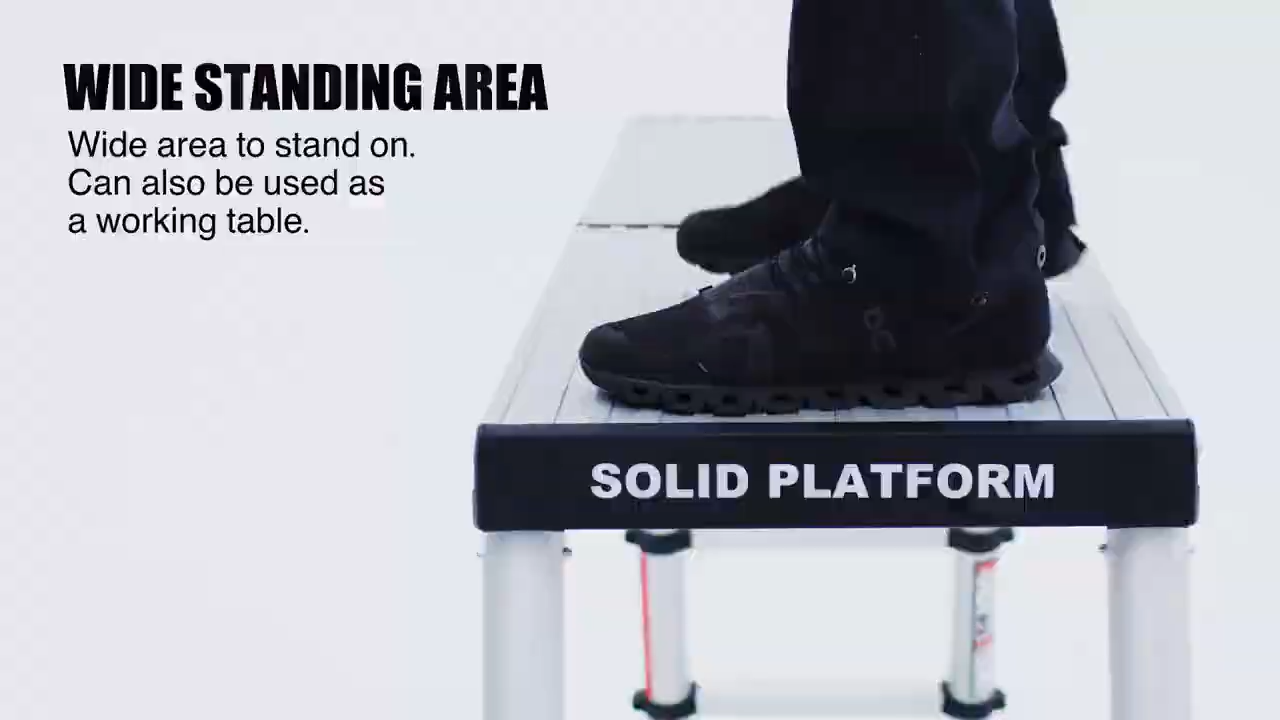 WIDE STANDING AREA
Wide area to stand on.
Can also be used as
a working table.
SOLID PLATFORM